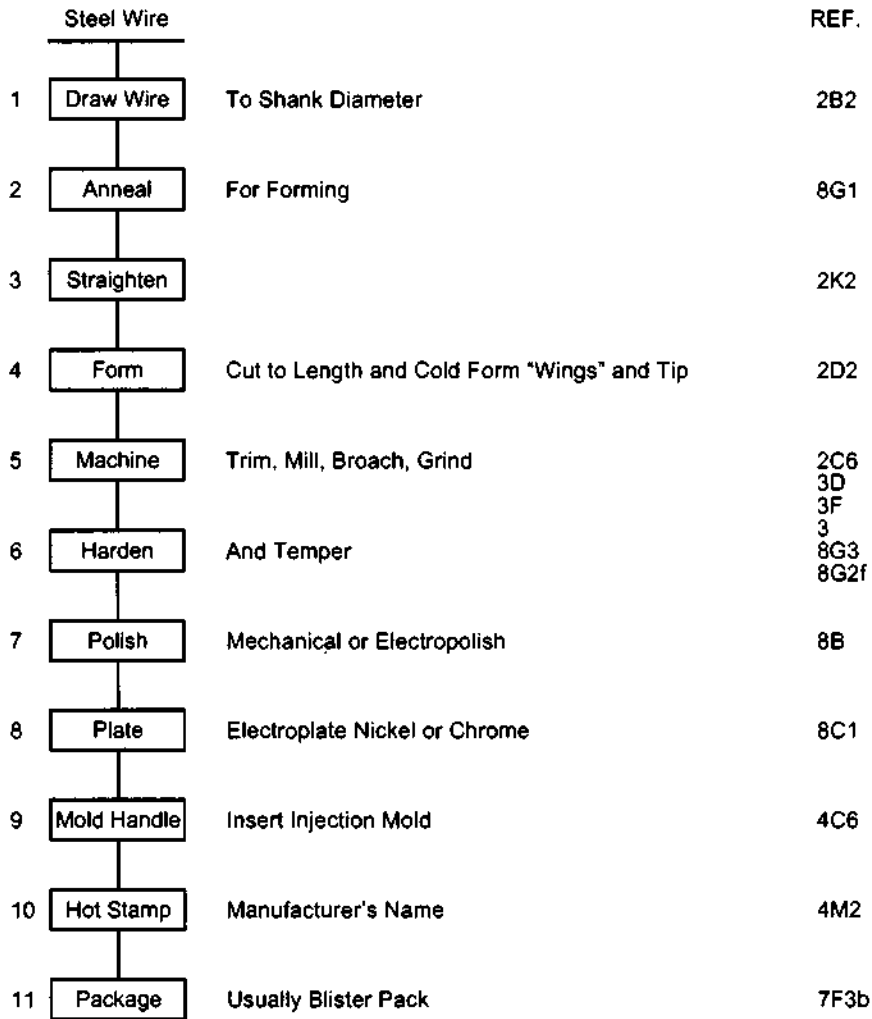 Steel Wire REF.
1 Draw Wire To Shank Diameter 2B2
2 Anneal For Forming 8G1
3 Straighten 2K2
4 Form Cut to Length and Cold Form "Wings" and Tip 2D2
5 Machine Trim, Mill, Broach, Grind 2C6
3D
3F
3
6 Harden And Temper 8G3
8G2f
7 Polish Mechanical or Electropolish 8B
8 Plate Electroplate Nickel or Chrome 8C1
9 Mold Handle Insert Injection Mold 4C6
10 Hot Stamp Manufacturer's Name 4M2
11 Package Usually Blister Pack 7F3b